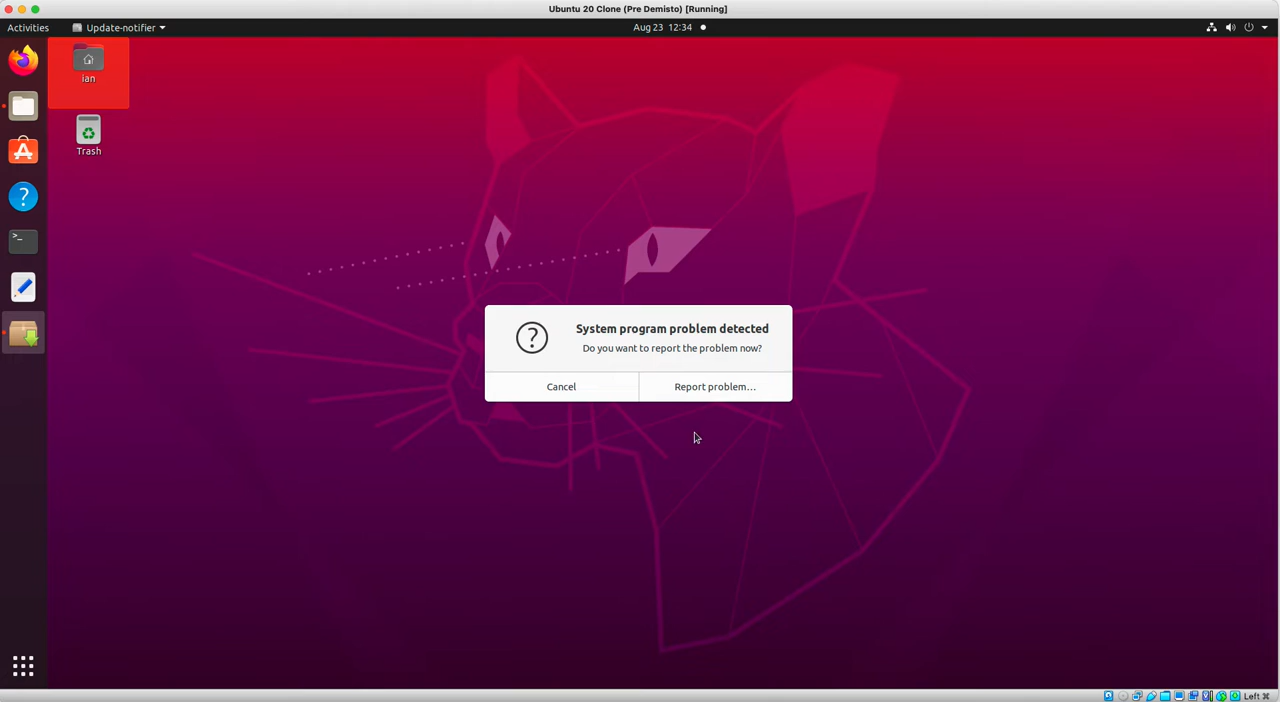 Ubuntu 20 Clone (Pre Demisto) [Running]
Activities
Update-notifier
Aug 23 12:34
ian
Trash
System program problem detected
Do you want to report the problem now?
Cancel
Report problem…
Left ⌘